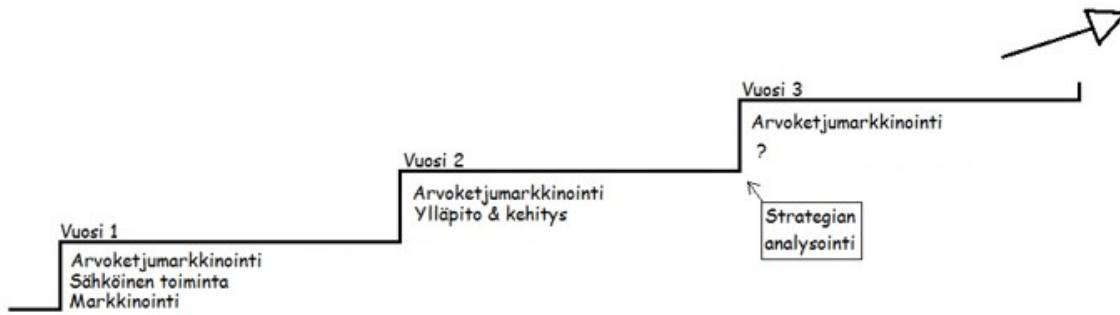 Vuosi 1
Arvoketjumarkkinointi
Sähköinen toiminta
Markkinointi
Vuosi 2
Arvoketjumarkkinointi
Ylläpito & kehitys
Vuosi 3
Arvoketjumarkkinointi
?
Strategian
analysointi